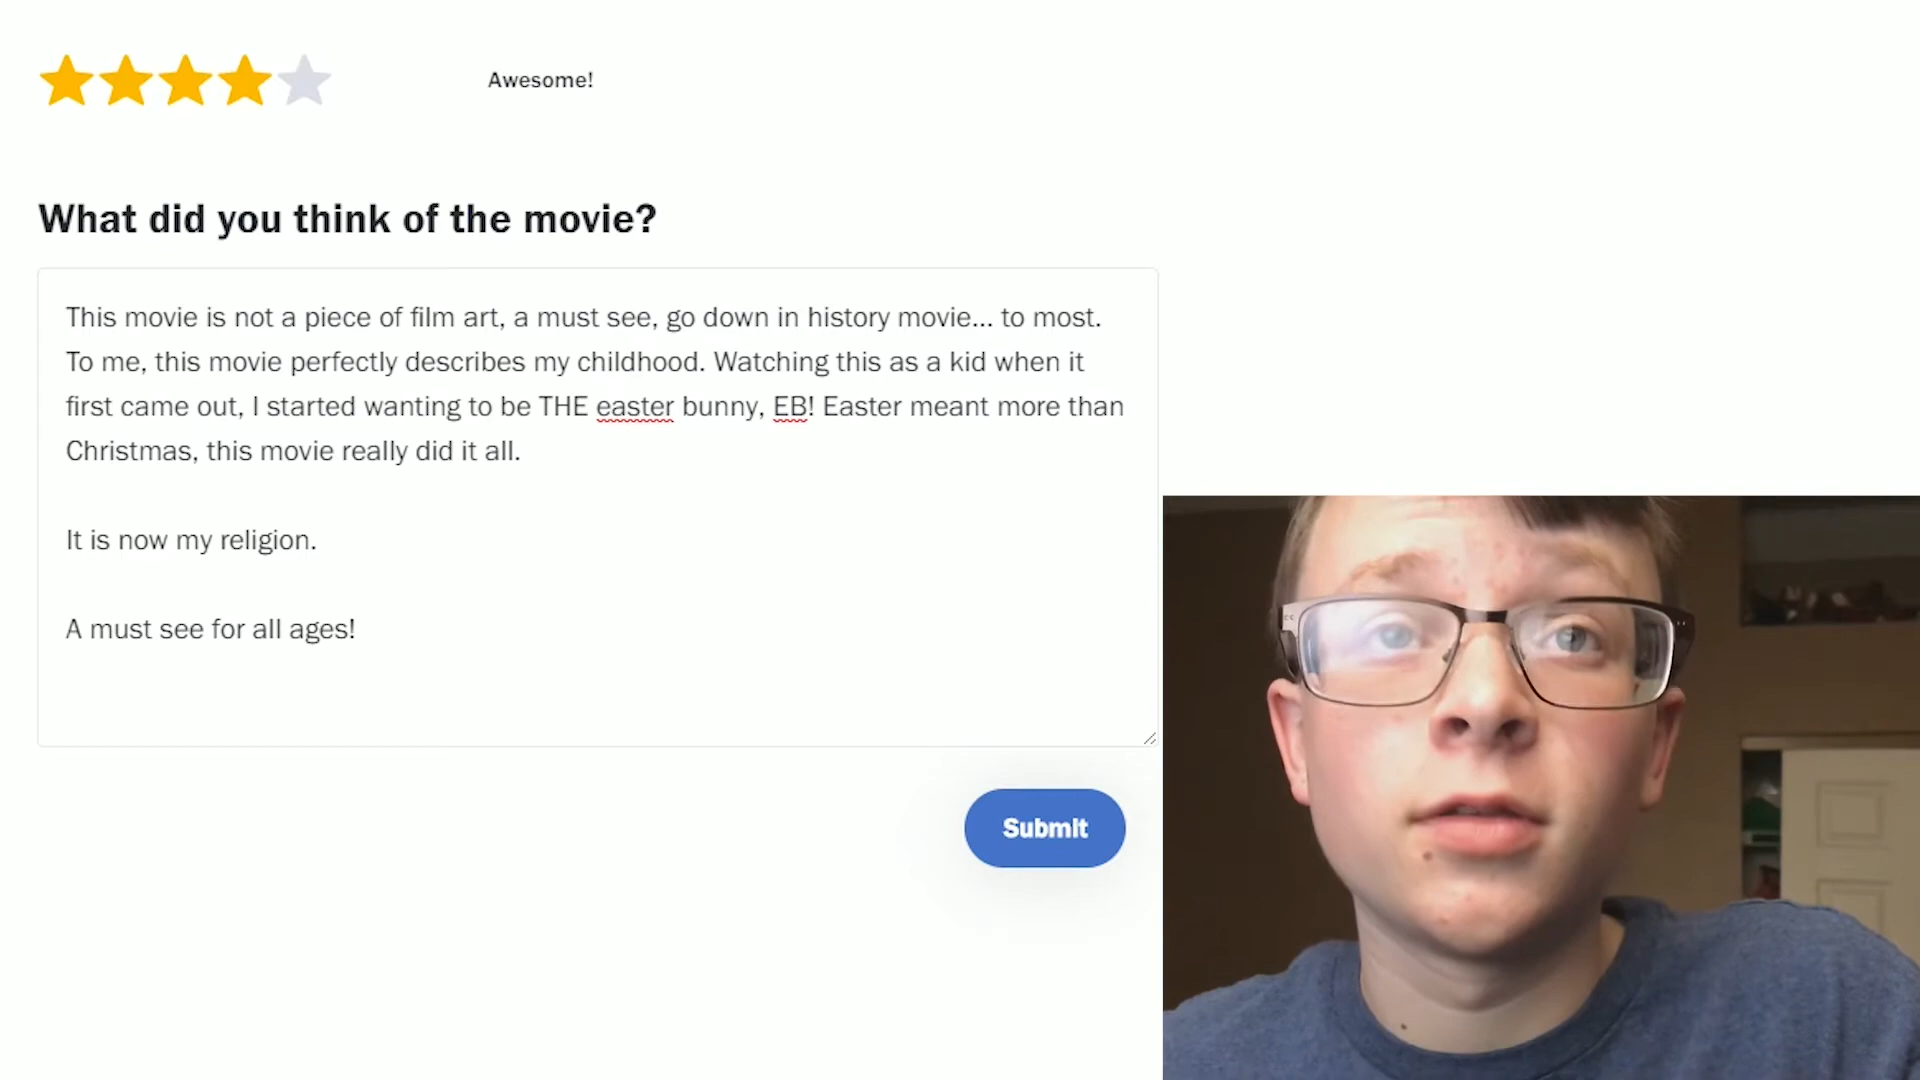 Awesome!
What did you think of the movie?
This movie is not a piece of film art, a must see, go down in history movie... to most.
To me, this movie perfectly describes my childhood. Watching this as a kid when it
first came out, I started wanting to be THE easter bunny, EB! Easter meant more than
Christmas, this movie really did it all.
It is now my religion.
A must see for all ages!
Submit